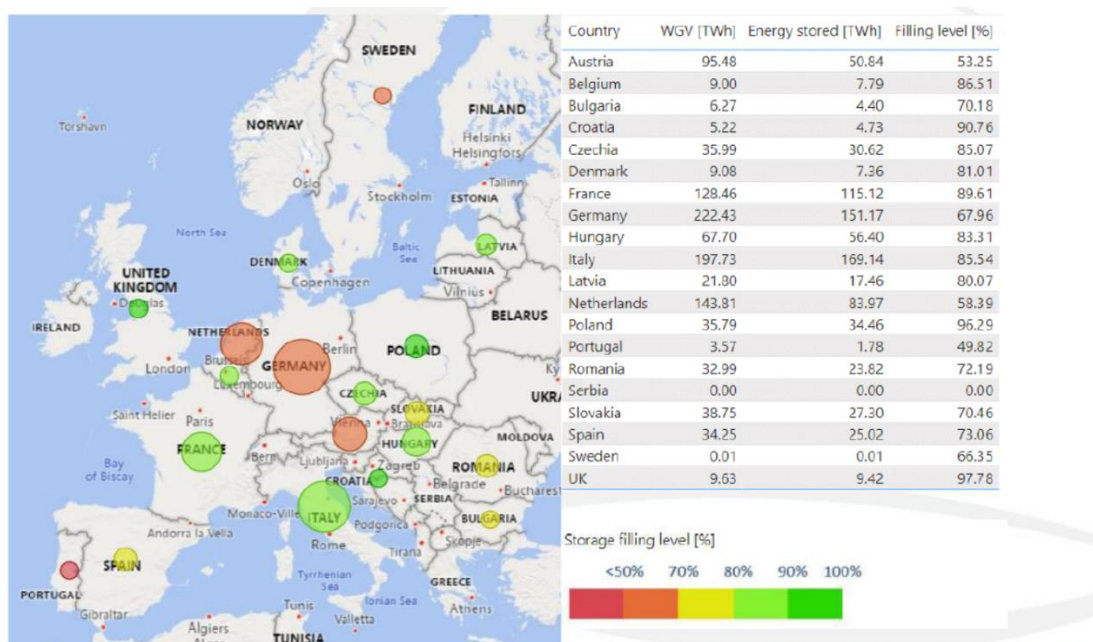 SWEDEN
FINLAND
NORWAY
Tórshavn
Helsinki
Helsingfors
Oslo
Tallinn
Stockholm
ESTONIA
North Sea
Baltic
Sea
LATVIA
DENMARK
Copenhagen
LITHUANIA
Vilnius
UNITED
KINGDOM
Douglas
IRELAND
BELARUS
NETHERLANDS
Berlin
POLAND
London
Brussels
GERMANY
Luxembourg
CZECHIA
UKRA
Saint Helier
Paris
SLOVAKIA
Vienna
Bratislava
FRANCE
Bern
HUNGARY
MOLDOVA
Ljubljana
Zagreb
ROMANIA
Bay
of Biscay
CROATIA
Belgrade
Bucharest
Monaco-Ville
Sarajevo
SERBIA
ITALY
Andorra la Vella
Podgorica
BULGARIA
Rome
Skopje
Tirana
SPAIN
Tyrrhenian
Sea
GREECE
PORTUGAL
Ionian Sea
Athens
Gibraltar
Algiers
Tunis
Valletta
TUNISIA
Country WGV [TWh] Energy stored [TWh] Filling level [%]
Austria 95.48 50.84 53.25
Belgium 9.00 7.79 86.51
Bulgaria 6.27 4.40 70.18
Croatia 5.22 4.73 90.76
Czechia 35.99 30.62 85.07
Denmark 9.08 7.36 81.01
France 128.46 115.12 89.61
Germany 222.43 151.17 67.96
Hungary 67.70 56.40 83.31
Italy 197.73 169.14 85.54
Latvia 21.80 17.46 80.07
Netherlands 143.81 83.97 58.39
Poland 35.79 34.46 96.29
Portugal 3.57 1.78 49.82
Romania 32.99 23.82 72.19
Serbia 0.00 0.00 0.00
Slovakia 38.75 27.30 70.46
Spain 34.25 25.02 73.06
Sweden 0.01 0.01 66.35
UK 9.63 9.42 97.78
Storage filling level [%]
<50% 70% 80% 90% 100%